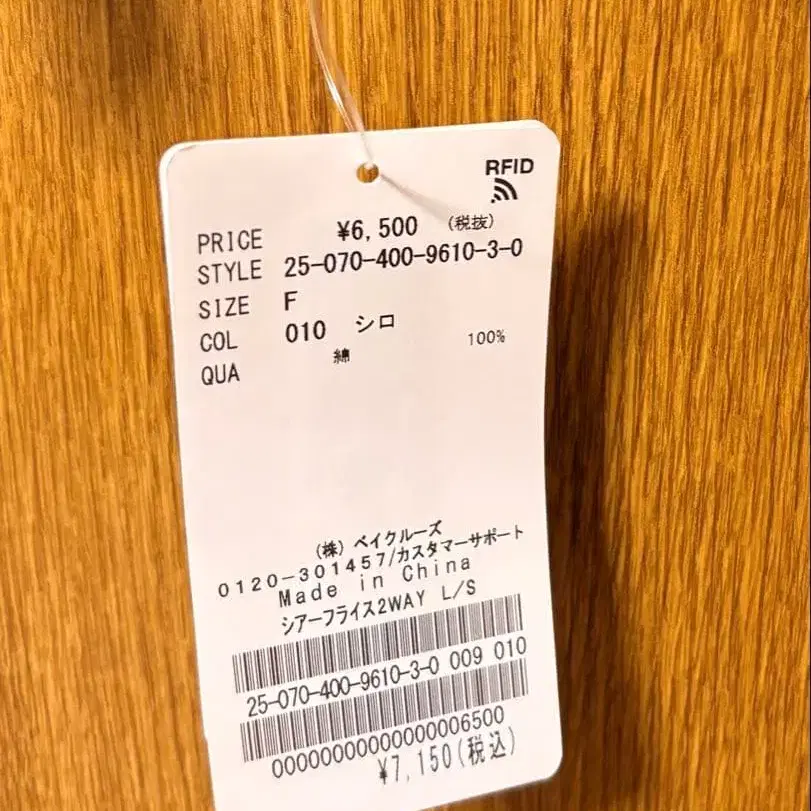 RFID
PRICE ¥6,500 (税抜)
STYLE 25-070-400-9610-3-0
SIZE F
COL 010 シロ
QUA 綿 100%
(株) ベイクルーズ
0120-301457/カスタマーサポート
Made in China
シアーフライス2WAY L/S
25-070-400-9610-3-0 009 010
00000000000000006500
¥7,150(税込)